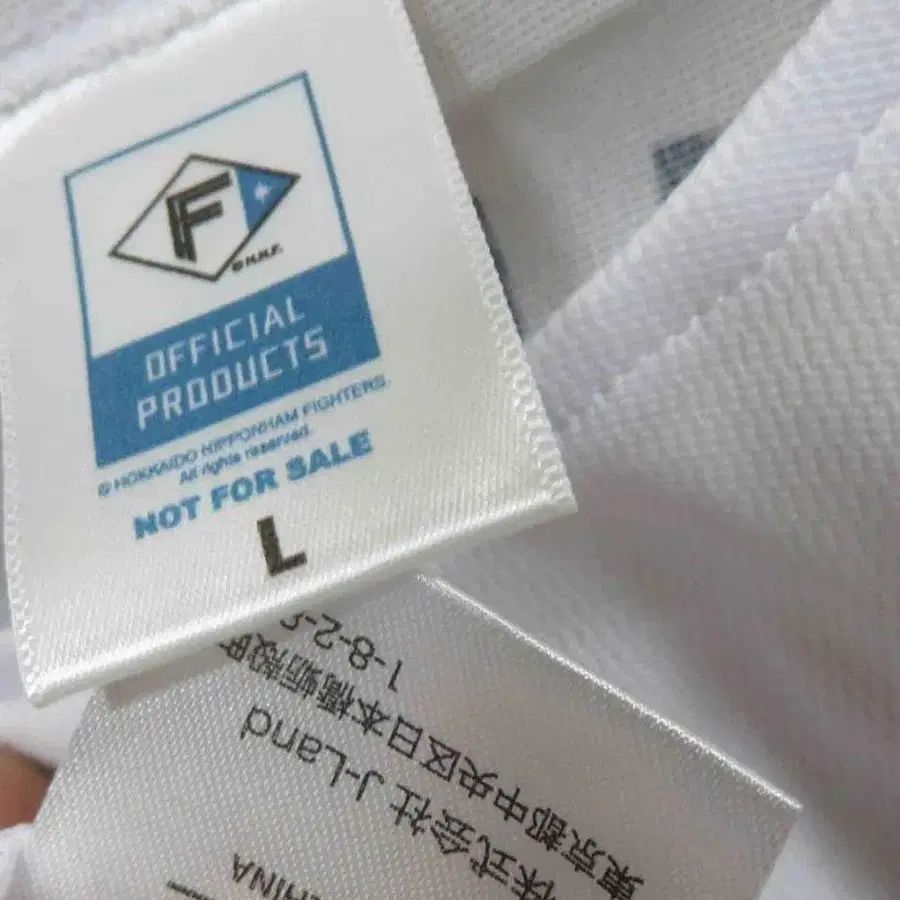 F
© H.N.F.
OFFICIAL
PRODUCTS
© HOKKAIDO NIPPONHAM FIGHTERS.
All rights reserved.
NOT FOR SALE
L
株式会社 J-Land
東京都中央区日本橋蛎殻町
1-8-2-